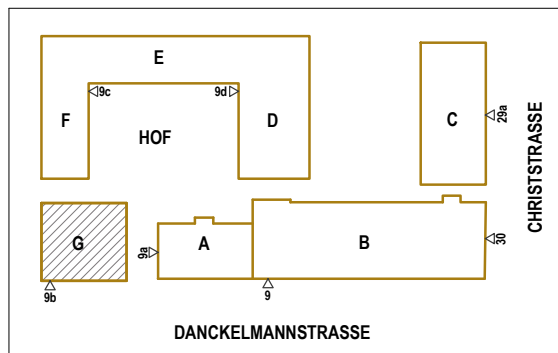 E
9c
9d
F
HOF
D
C
29a
CHRISTSTRASSE
G
9a
A
B
30
9b
9
DANCKELMANNSTRASSE